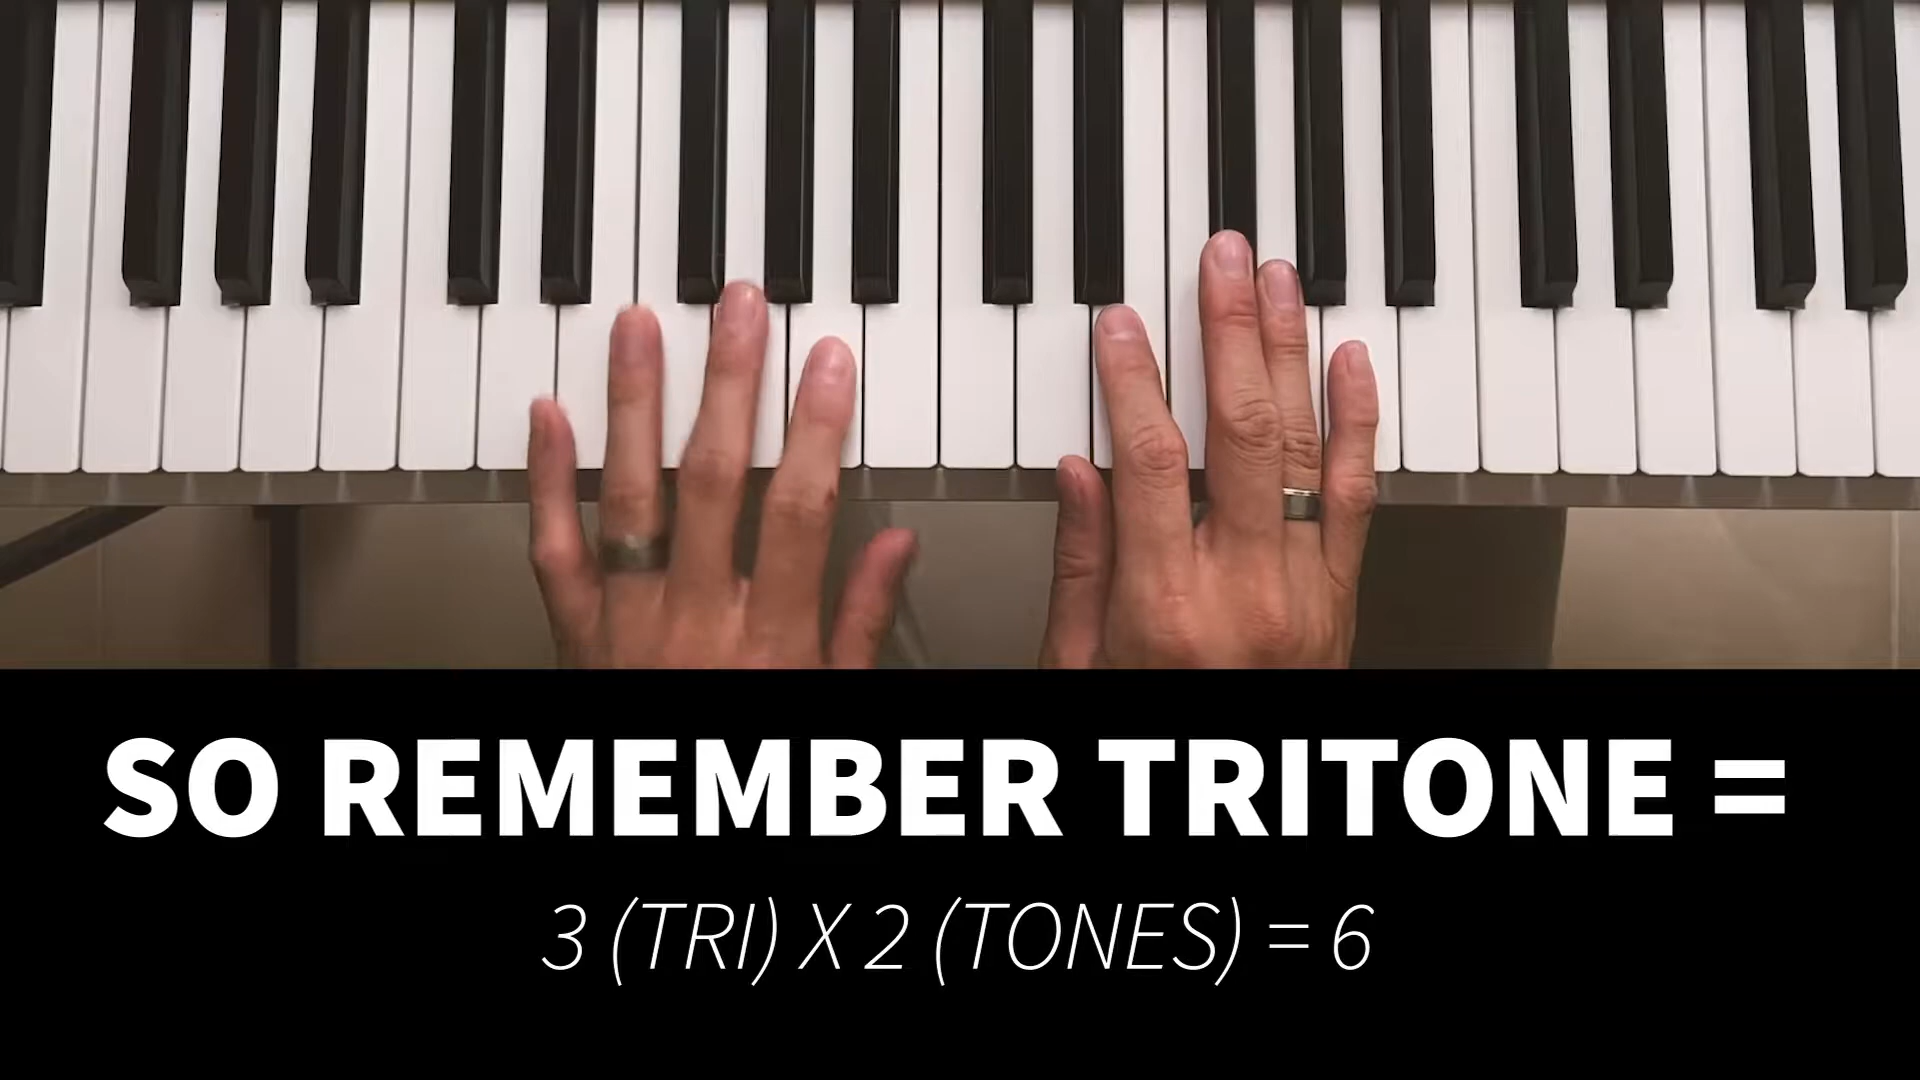 SO REMEMBER TRITONE =
3 (TRI) X 2 (TONES) = 6